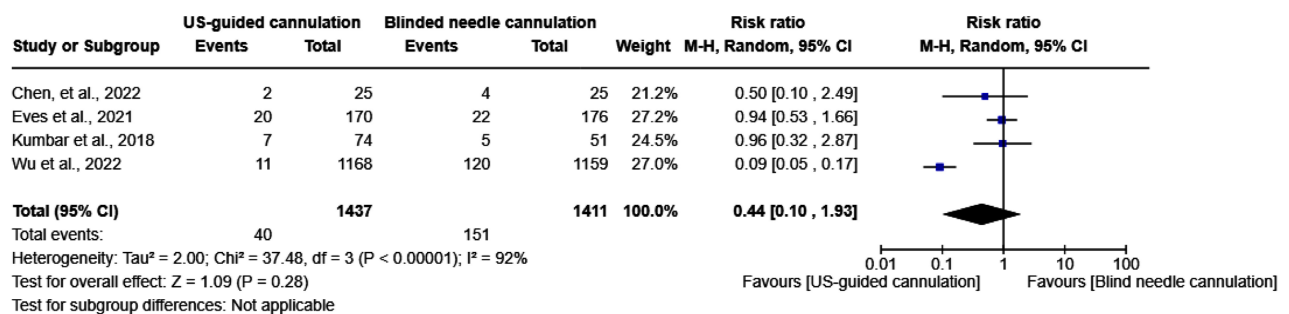 US-guided cannulation Blinded needle cannulation Risk ratio Risk ratio
Study or Subgroup Events Total Events Total Weight M-H, Random, 95% CI M-H, Random, 95% CI
Chen, et al., 2022 2 25 4 25 21.2% 0.50 [0.10 , 2.49]
Eves et al. 2021 20 170 22 176 27.2% 0.94 [0.53 , 1.66]
Kumbar et al., 2018 7 74 5 51 24.5% 0.96 [0.32 , 2.87]
Wu et al., 2022 11 1168 120 1159 27.0% 0.09 [0.05 , 0.17]
Total (95% CI) 1437 1411 100.0% 0.44 [0.10 , 1.93]
Total events: 40 151
Heterogeneity: Tau² = 2.00; Chi² = 37.48, df = 3 (P < 0.00001); I² = 92%
0.01 0.1 1 10 100
Test for overall effect: Z = 1.09 (P = 0.28) Favours [US-guided cannulation] Favours [Blind needle cannulation]
Test for subgroup differences: Not applicable